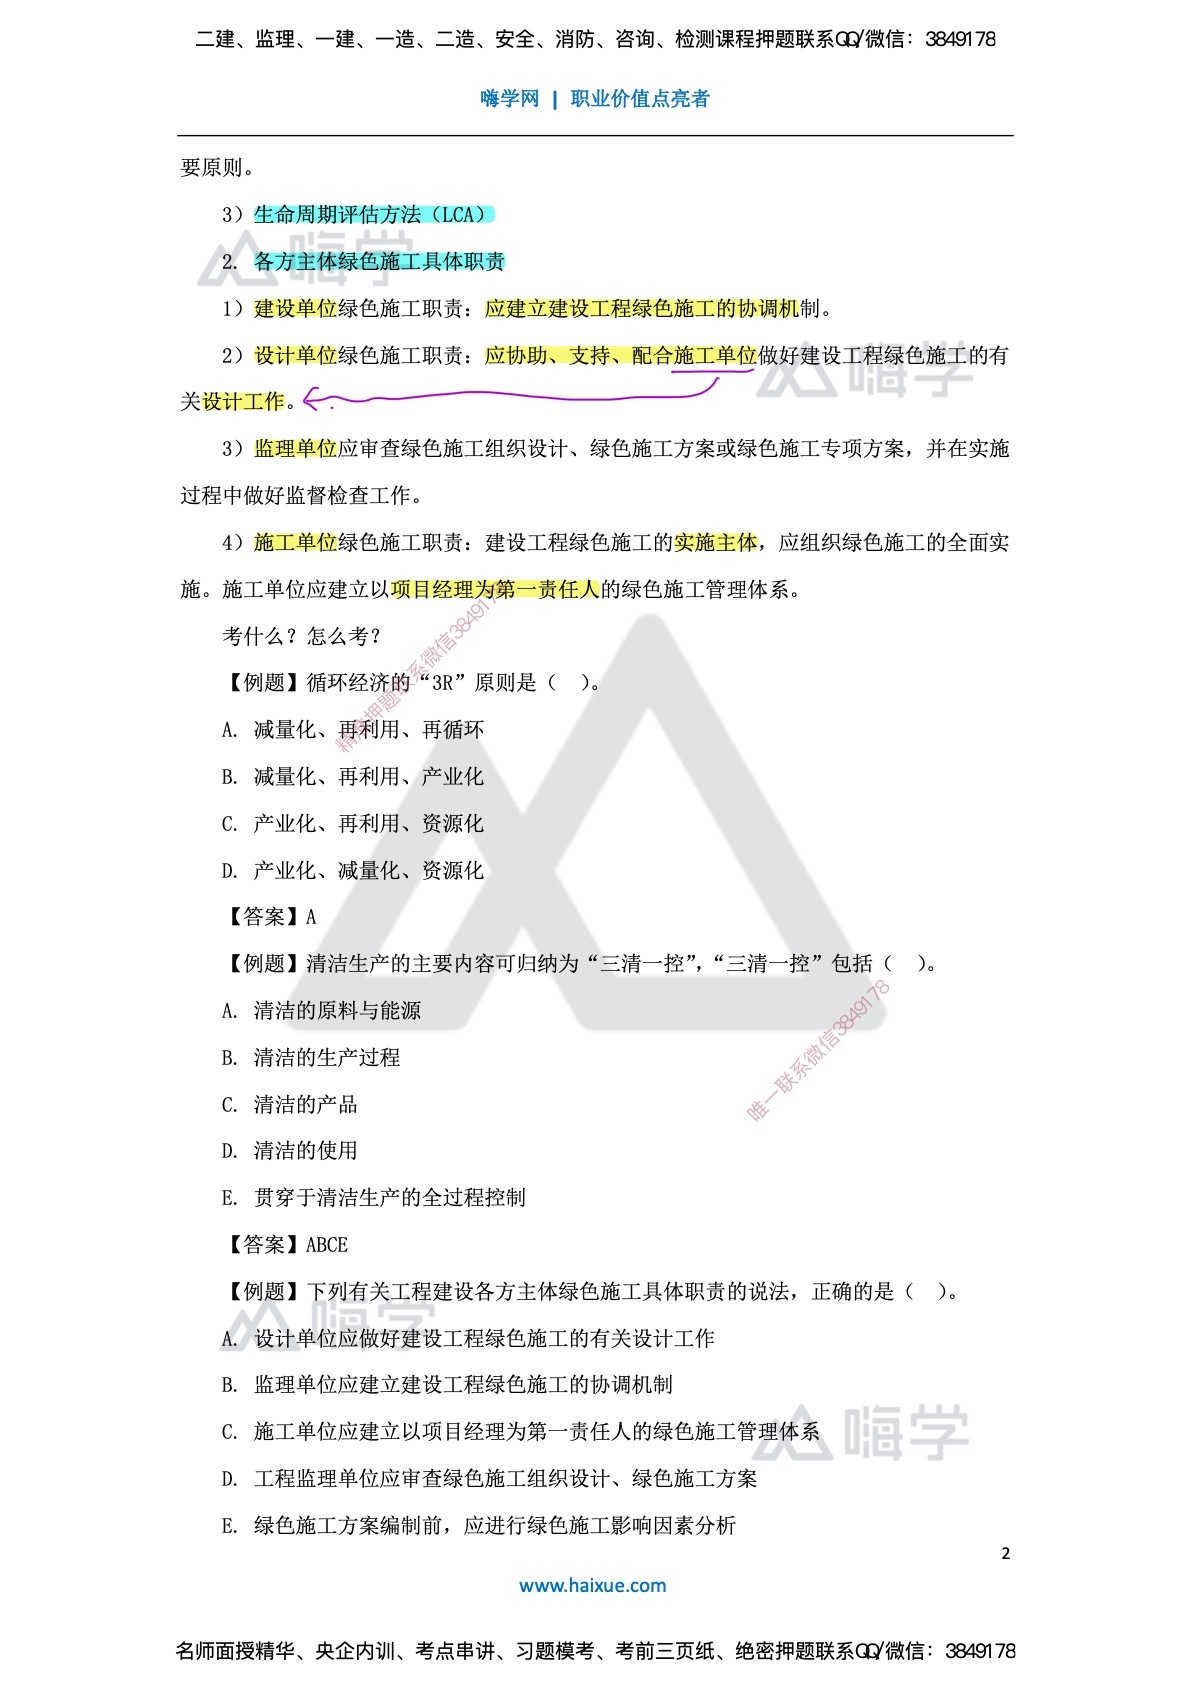 二建、监理、一建、一造、二造、安全、消防、咨询、检测课程押题联系QQ/微信：3849178
嗨学网 | 职业价值点亮者
要原则。
3）生命周期评估方法（LCA）
嗨学
2. 各方主体绿色施工具体职责
1）建设单位绿色施工职责：应建立建设工程绿色施工的协调机制。
2）设计单位绿色施工职责：应协助、支持、配合施工单位做好建设工程绿色施工的有
嗨学
关设计工作。
3）监理单位应审查绿色施工组织设计、绿色施工方案或绿色施工专项方案，并在实施
过程中做好监督检查工作。
4）施工单位绿色施工职责：建设工程绿色施工的实施主体，应组织绿色施工的全面实
施。施工单位应建立以项目经理为第一责任人的绿色施工管理体系。
考什么？怎么考？
精准押题联系微信3849178
【例题】循环经济的“3R”原则是（ ）。
A. 减量化、再利用、再循环
B. 减量化、再利用、产业化
C. 产业化、再利用、资源化
D. 产业化、减量化、资源化
【答案】A
【例题】清洁生产的主要内容可归纳为“三清一控”，“三清一控”包括（ ）。
A. 清洁的原料与能源
唯一联系微信3849178
B. 清洁的生产过程
C. 清洁的产品
D. 清洁的使用
E. 贯穿于清洁生产的全过程控制
【答案】ABCE
【例题】下列有关工程建设各方主体绿色施工具体职责的说法，正确的是（ ）。
嗨学
A. 设计单位应做好建设工程绿色施工的有关设计工作
B. 监理单位应建立建设工程绿色施工的协调机制
C. 施工单位应建立以项目经理为第一责任人的绿色施工管理体系
嗨学
D. 工程监理单位应审查绿色施工组织设计、绿色施工方案
E. 绿色施工方案编制前，应进行绿色施工影响因素分析
2
www.haixue.com
名师面授精华、央企内训、考点串讲、习题模考、考前三页纸、绝密押题联系QQ/微信：3849178